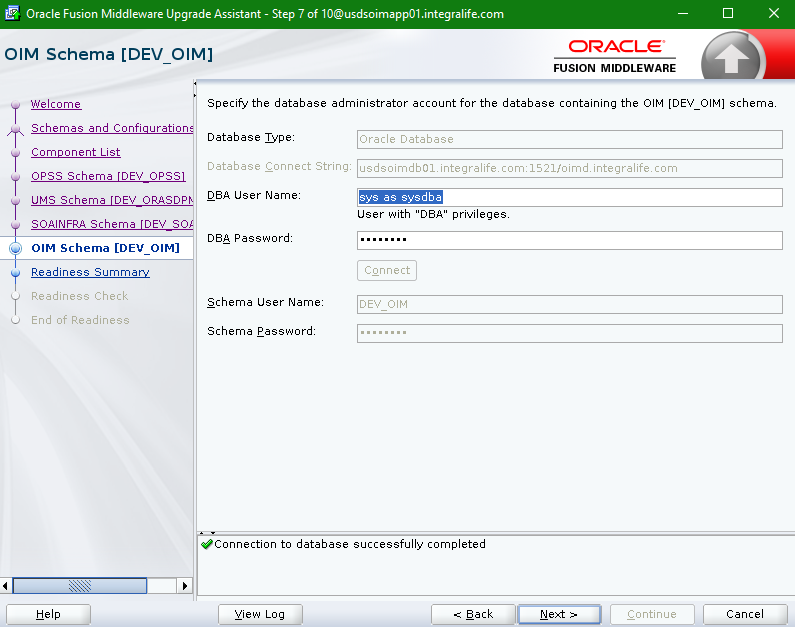 Oracle Fusion Middleware Upgrade Assistant - Step 7 of 10@usdsoimapp01.integralife.com
OIM Schema [DEV_OIM]
ORACLE®
FUSION MIDDLEWARE
Welcome
Schemas and Configurations
Component List
OPSS Schema [DEV_OPSS]
UMS Schema [DEV_ORASDPM
SOAINFRA Schema [DEV_SOA
OIM Schema [DEV_OIM]
Readiness Summary
Readiness Check
End of Readiness
Specify the database administrator account for the database containing the OIM [DEV_OIM] schema.
Database Type: Oracle Database
Database Connect String: usdsoimdb01.integralife.com:1521/oimd.integralife.com
DBA User Name: sys as sysdba
User with "DBA" privileges.
DBA Password: ••••••••
Connect
Schema User Name: DEV_OIM
Schema Password: ••••••••
Connection to database successfully completed
Help View Log < Back Next > Continue Cancel